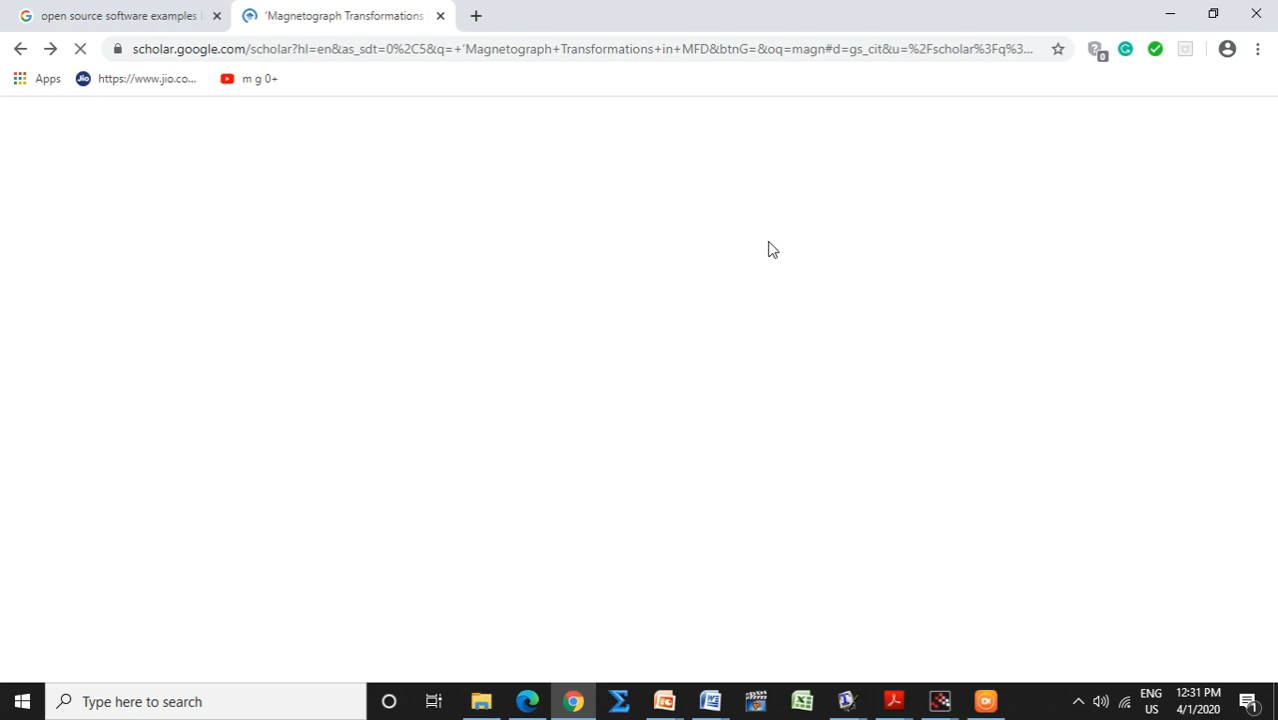 open source software examples
'Magnetograph Transformations
scholar.google.com/scholar?hl=en&as_sdt=0%2C5&q=+'Magnetograph+Transformations+in+MFD&btnG=&oq=magn#d=gs_cit&u=%2Fscholar%3Fq%3...
0
Apps
https://www.jio.co...
m g 0+
Type here to search
ENG
US
12:31 PM
4/1/2020
1